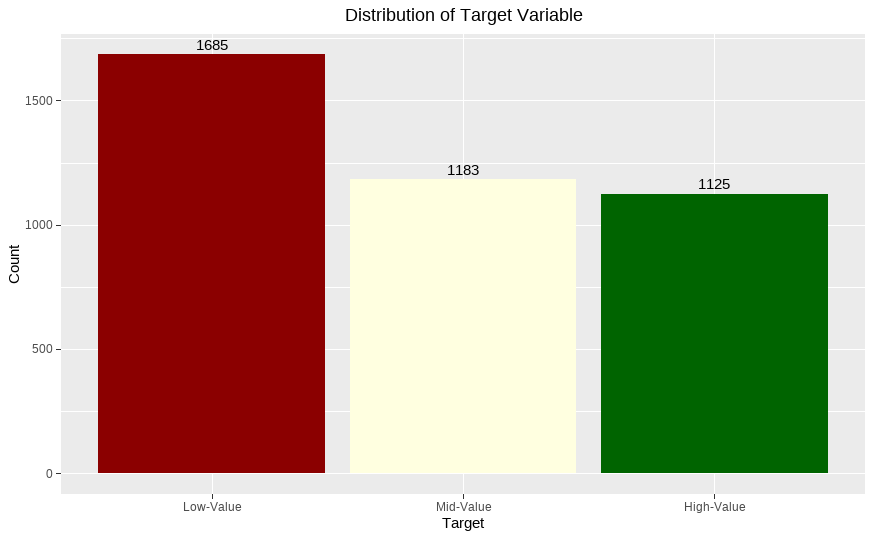 Distribution of Target Variable
1685
1183
1125
1500
1000
500
0
Count
Low-Value
Mid-Value
High-Value
Target